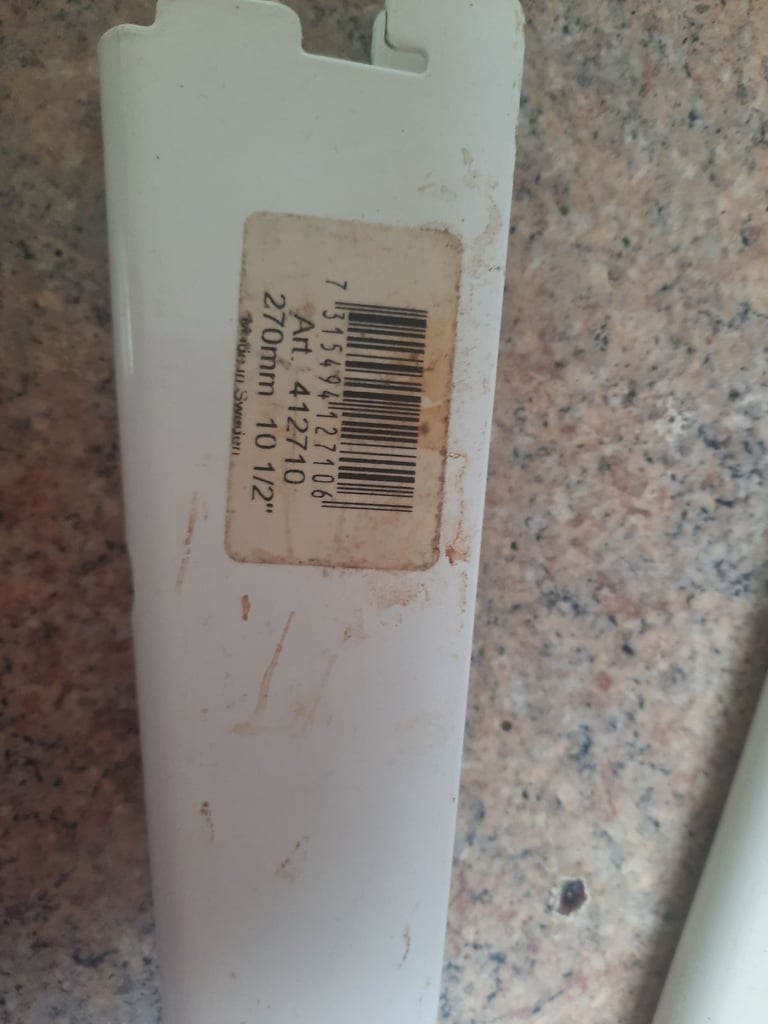 7 315494 127106
Art. 412710
270mm 10 1/2"
Made in Sweden